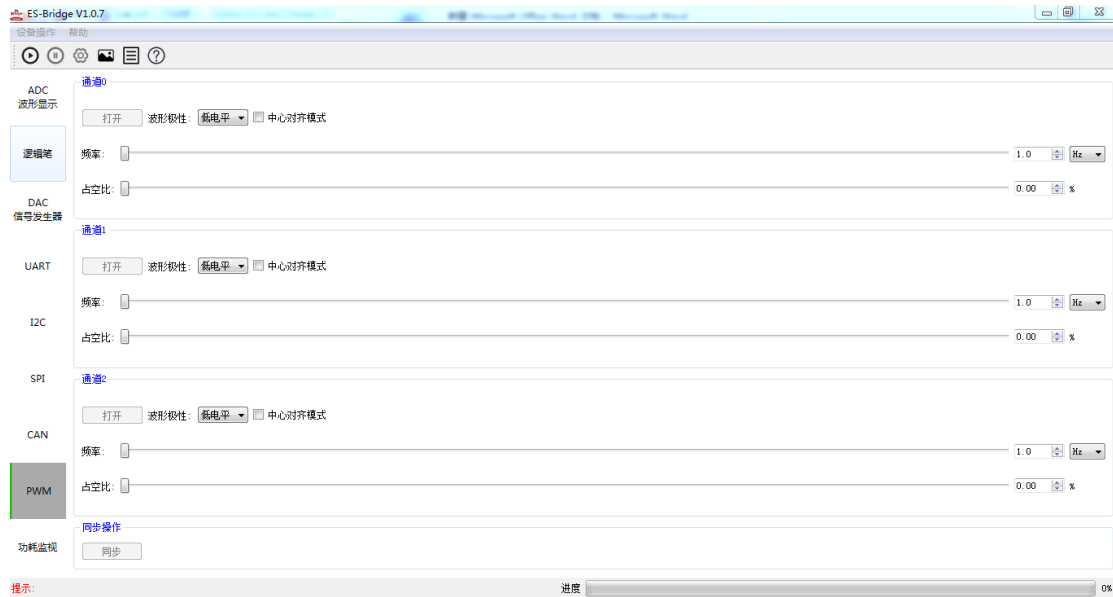 ES-Bridge V1.0.7
设备操作 帮助
ADC
波形显示
逻辑笔
DAC
信号发生器
UART
I2C
SPI
CAN
PWM
功耗监视
通道0
打开 波形极性: 低电平 中心对齐模式
频率: 1.0 Hz
占空比: 0.00 %
通道1
打开 波形极性: 低电平 中心对齐模式
频率: 1.0 Hz
占空比: 0.00 %
通道2
打开 波形极性: 低电平 中心对齐模式
频率: 1.0 Hz
占空比: 0.00 %
同步操作
同步
提示: 进度 0%